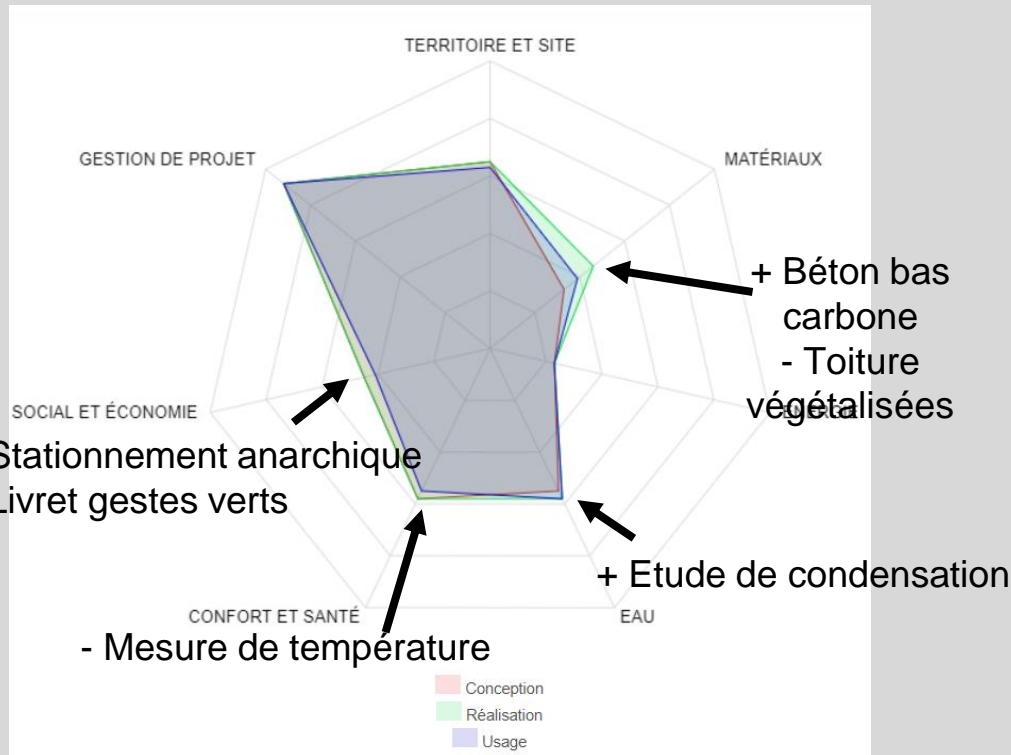 TERRITOIRE ET SITE
GESTION DE PROJET
MATÉRIAUX
+ Béton bas
carbone
- Toiture
végétalisées
ÉNERGIE
SOCIAL ET ÉCONOMIE
Stationnement anarchique
Livret gestes verts
+ Etude de condensation
CONFORT ET SANTÉ
EAU
- Mesure de température
Conception
Réalisation
Usage